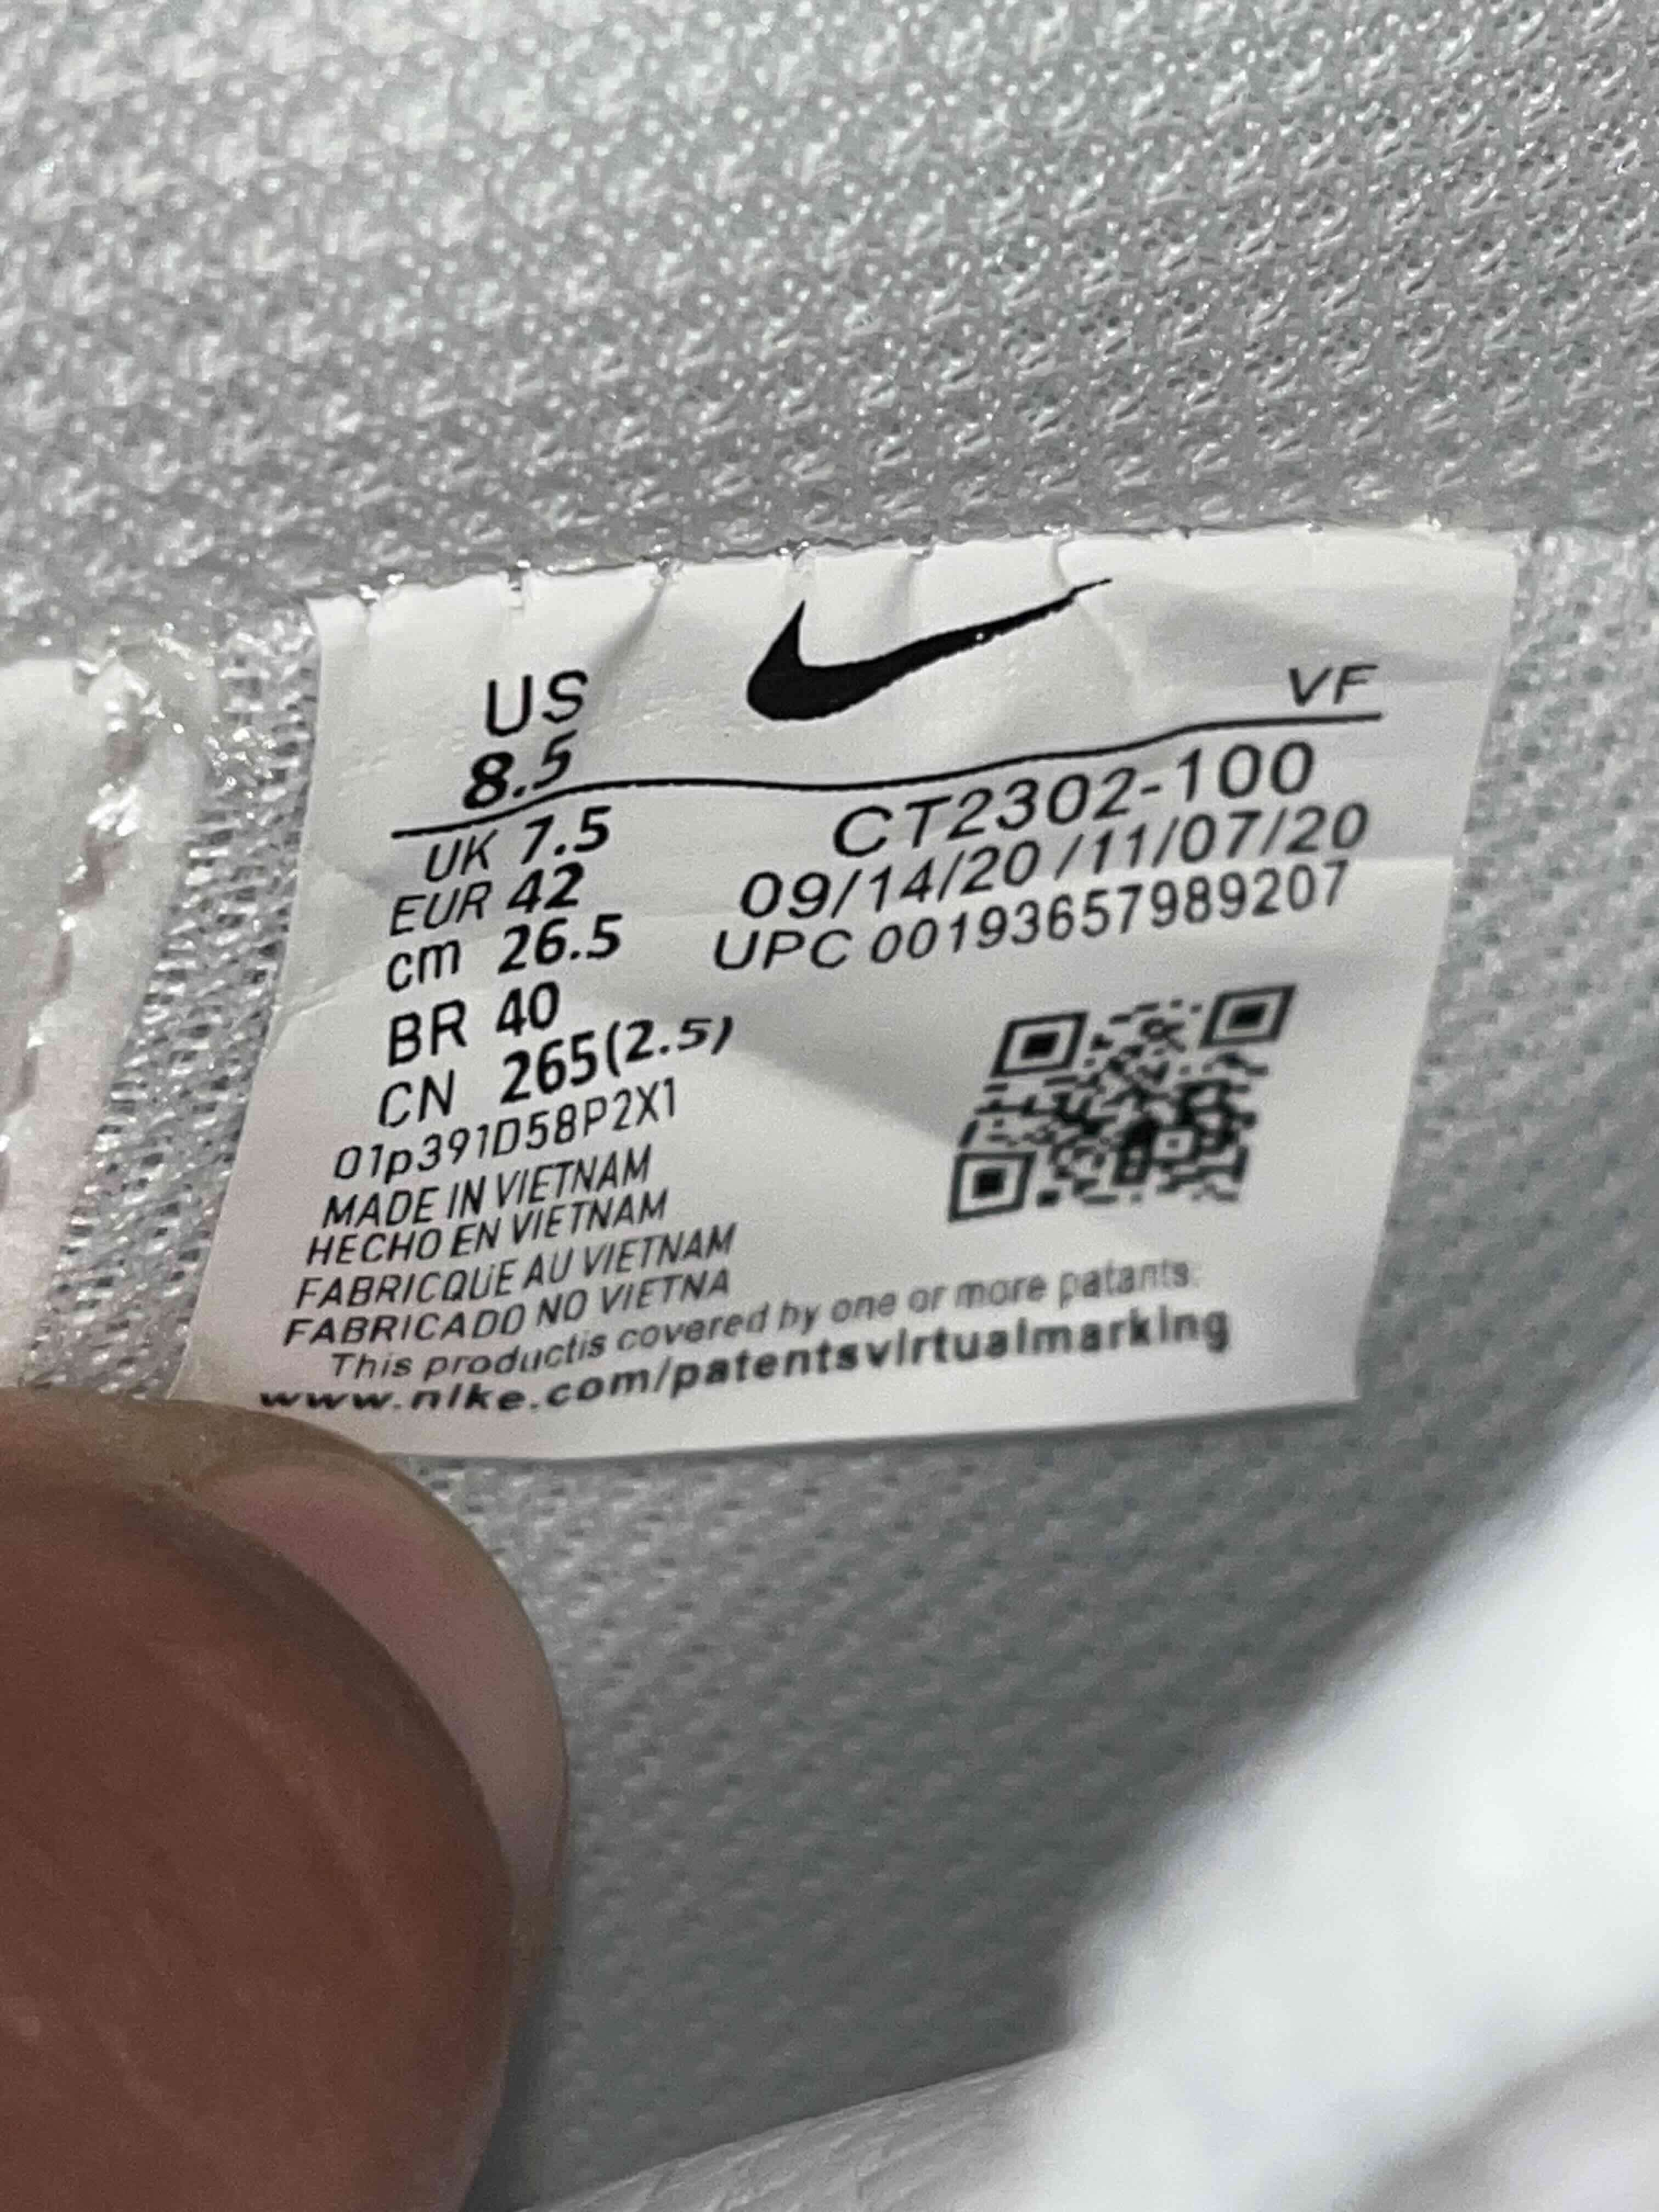 US
VF
8.5
UK 7.5
CT2302-100
EUR 42
09/14/20 /11/07/20
cm 26.5
UPC 00193657989207
BR 40
CN 265(2.5)
01p391D58P2X1
MADE IN VIETNAM
HECHO EN VIETNAM
FABRICQUE AU VIETNAM
FABRICADO NO VIETNA
This productis covered by one or more patants:
www.nlke.com/patentsvlrtualmarklng